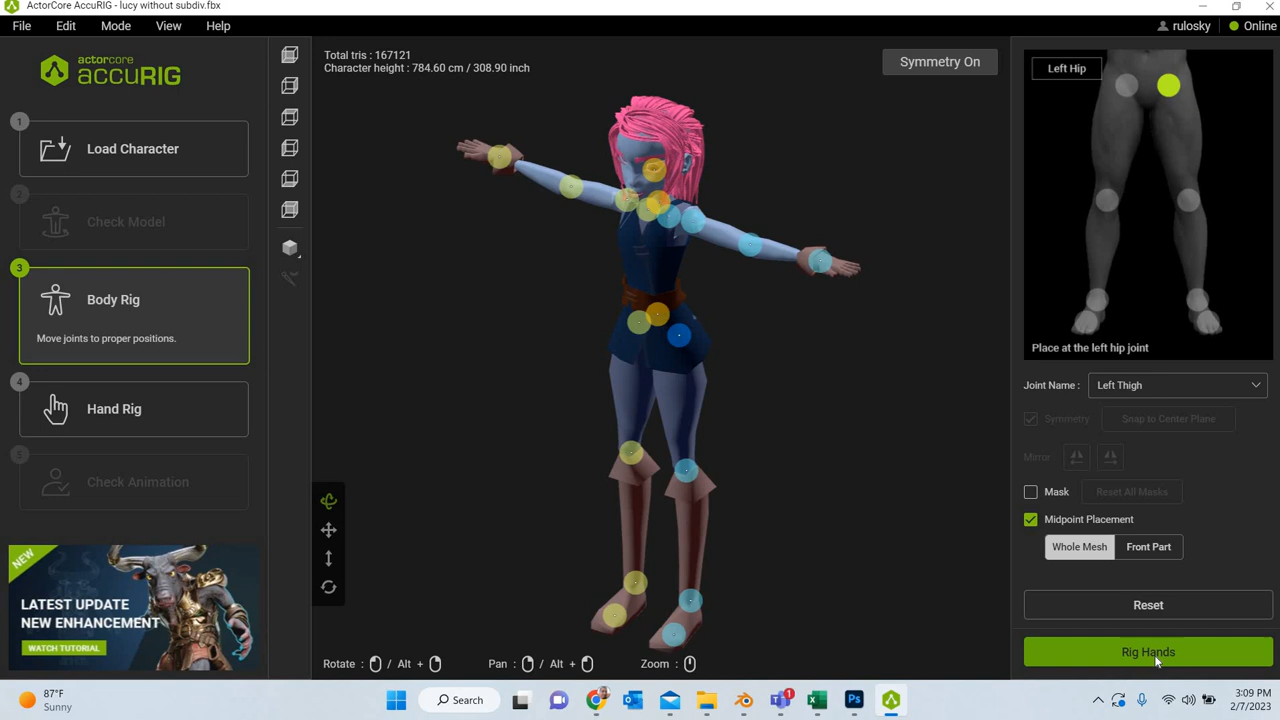 ActorCore AccuRIG - lucy without subdiv.fbx
File Edit Mode View Help
rulosky Online
actorcore
accuRIG
1
Load Character
2
Check Model
3
Body Rig
Move joints to proper positions.
4
Hand Rig
5
Check Animation
NEW
LATEST UPDATE
NEW ENHANCEMENT
WATCH TUTORIAL
Total tris : 167121
Character height : 784.60 cm / 308.90 inch
Symmetry On
Rotate : / Alt +
Pan : / Alt +
Zoom :
Left Hip
Place at the left hip joint
Joint Name : Left Thigh
Symmetry Snap to Center Plane
Mirror:
Mask Reset All Masks
Midpoint Placement
Whole Mesh Front Part
Reset
Rig Hands
87°F
Sunny
Search
1
3:09 PM
2/7/2023